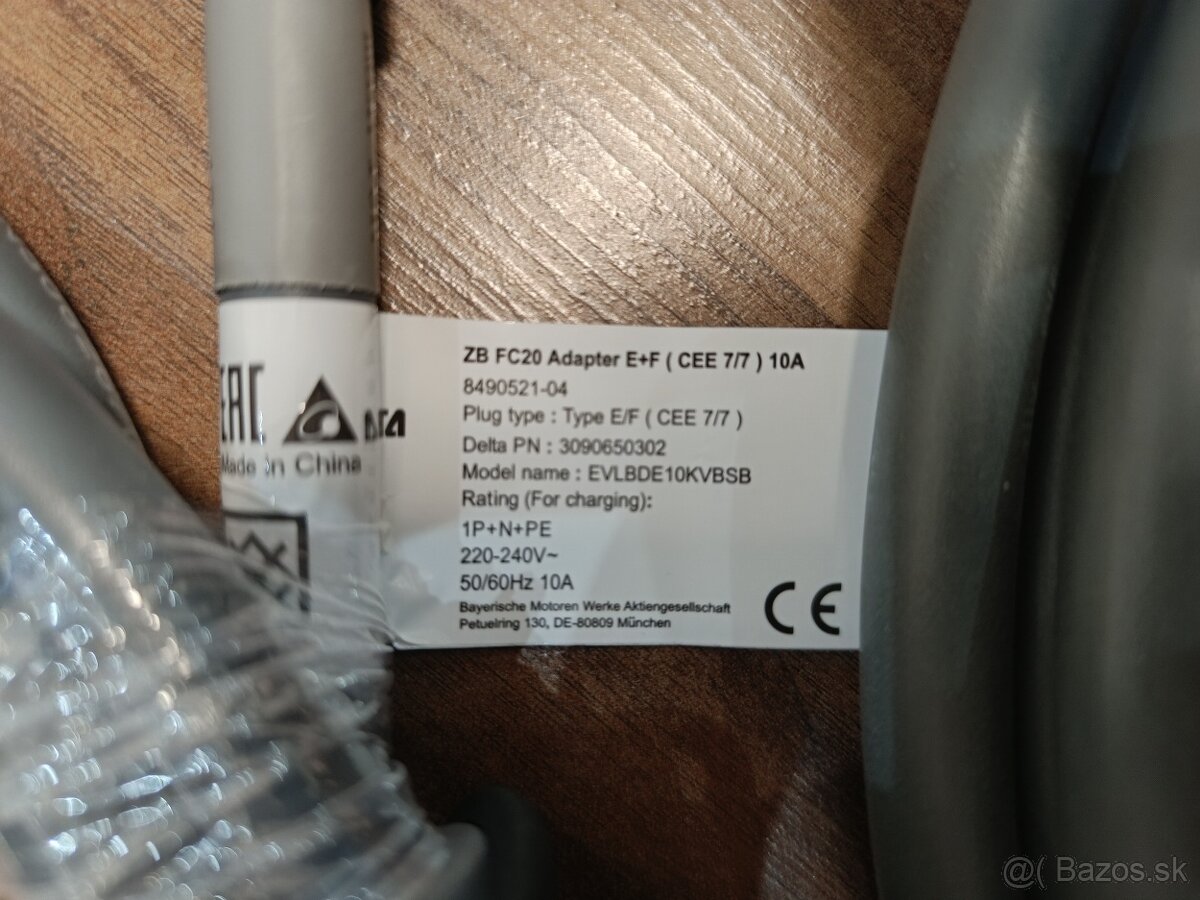 ZB FC20 Adapter E+F ( CEE 7/7 ) 10A
8490521-04
Plug type : Type E/F ( CEE 7/7 )
Delta PN : 3090650302
Model name : EVLBDE10KVBSB
Rating (For charging):
1P+N+PE
220-240V~
50/60Hz 10A
Bayerische Motoren Werke Aktiengesellschaft
Petuelring 130, DE-80809 München
CE
EAC
Made in China
@( Bazos.sk